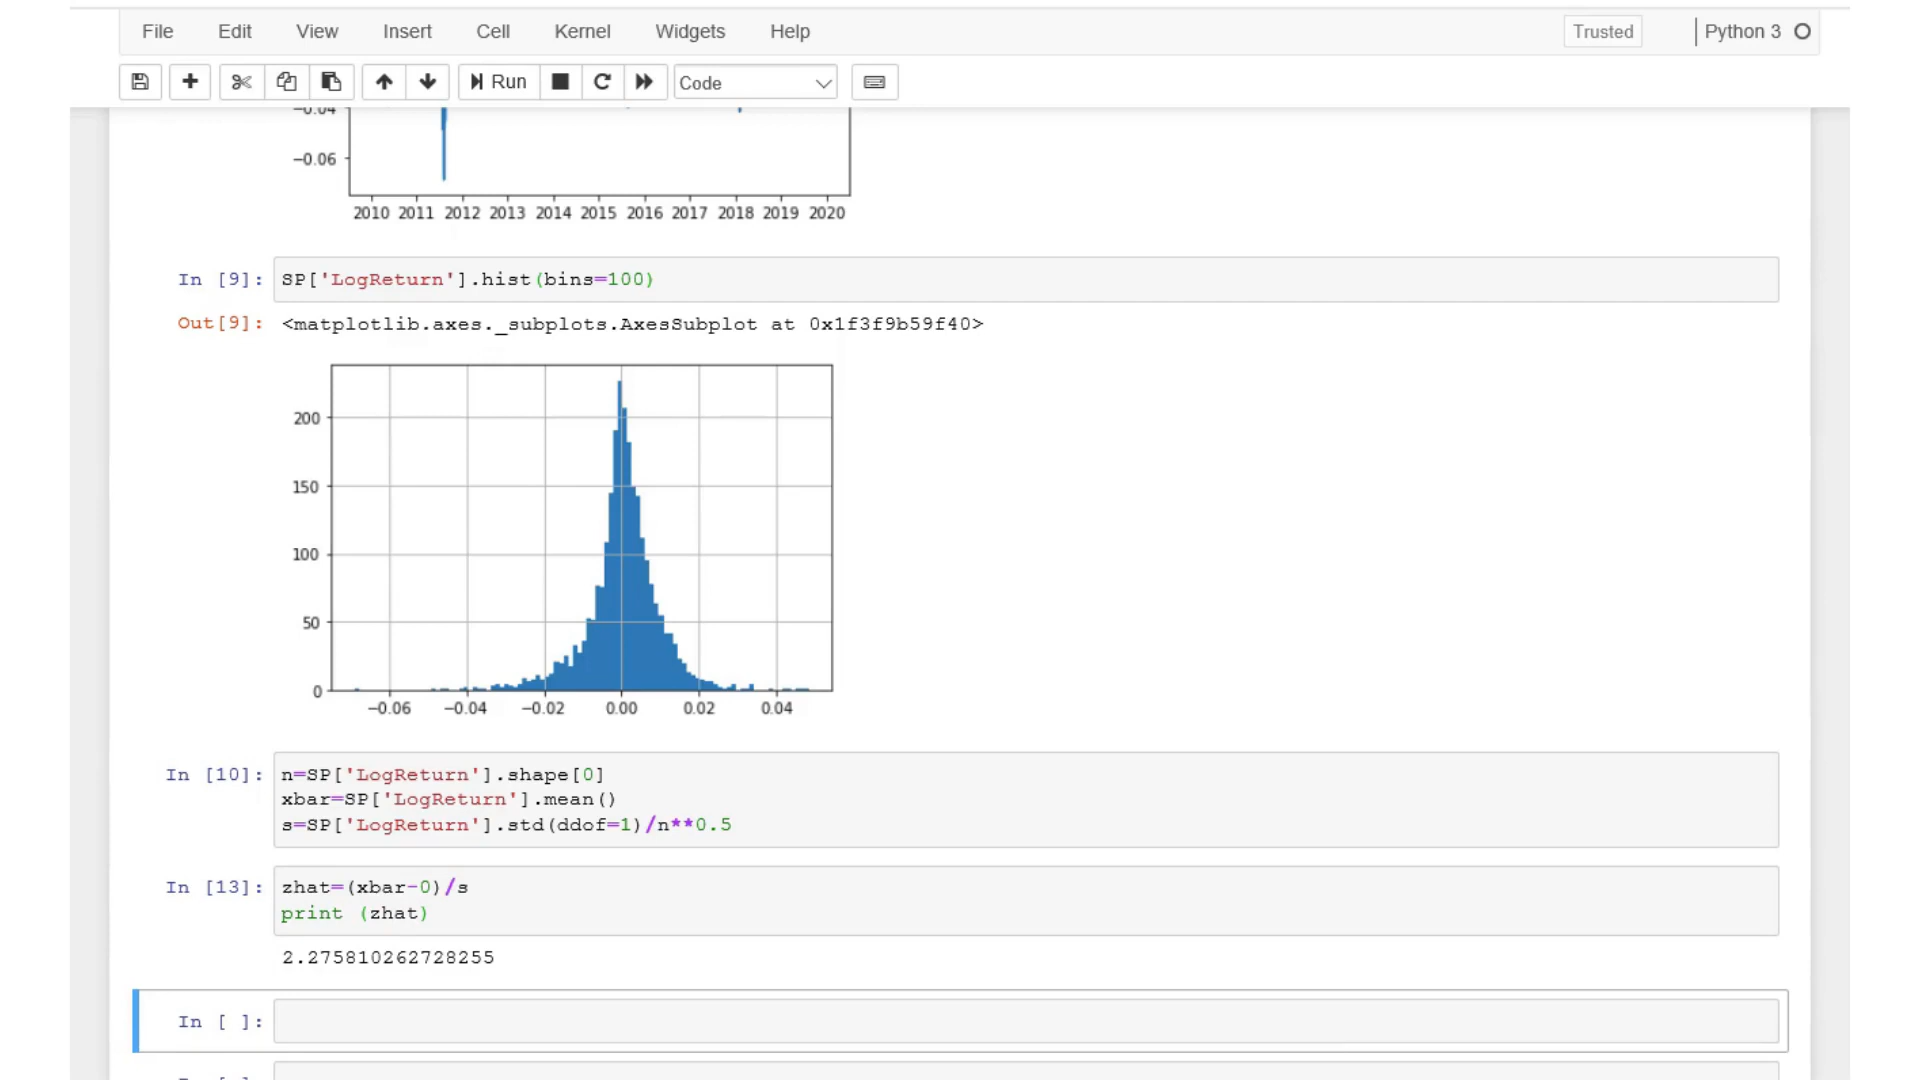 File Edit View Insert Cell Kernel Widgets Help Trusted Python 3
Run Code
−0.04
−0.06
2010 2011 2012 2013 2014 2015 2016 2017 2018 2019 2020
In [9]: SP['LogReturn'].hist(bins=100)
Out[9]: <matplotlib.axes._subplots.AxesSubplot at 0x1f3f9b59f40>
200
150
100
50
0
−0.06 −0.04 −0.02 0.00 0.02 0.04
In [10]: n=SP['LogReturn'].shape[0]
xbar=SP['LogReturn'].mean()
s=SP['LogReturn'].std(ddof=1)/n**0.5
In [13]: zhat=(xbar-0)/s
print (zhat)
2.275810262728255
In [ ]: